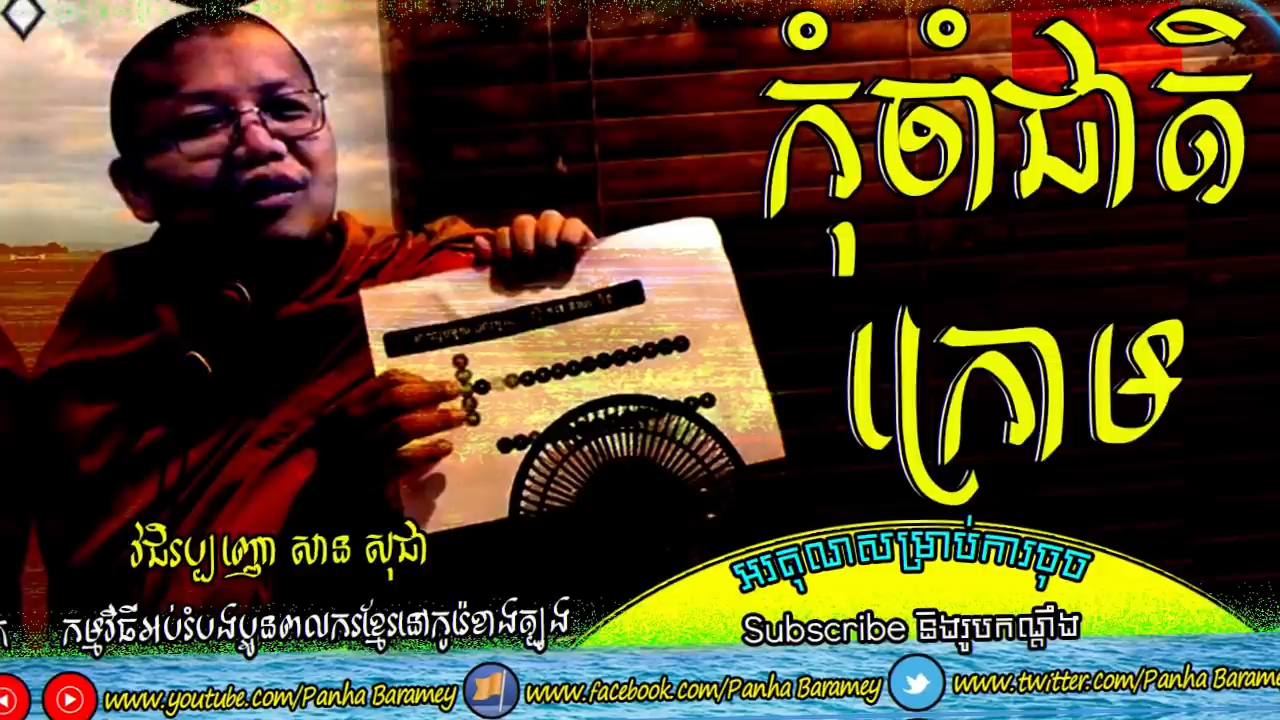 កុំចាំជាតិ
ក្រោម
វជិរប្បញ្ញោ សាន សុជា
អរគុណសម្រាប់ការចុច
កម្មវិធីអប់រំបងប្អូនពលករខ្មែរនៅកូរ៉េខាងត្បូង
Subscribe និងរូបកណ្ដឹង
www.youtube.com/Panha Baramey
www.facebook.com/Panha Baramey
www.twitter.com/Panha Baramey